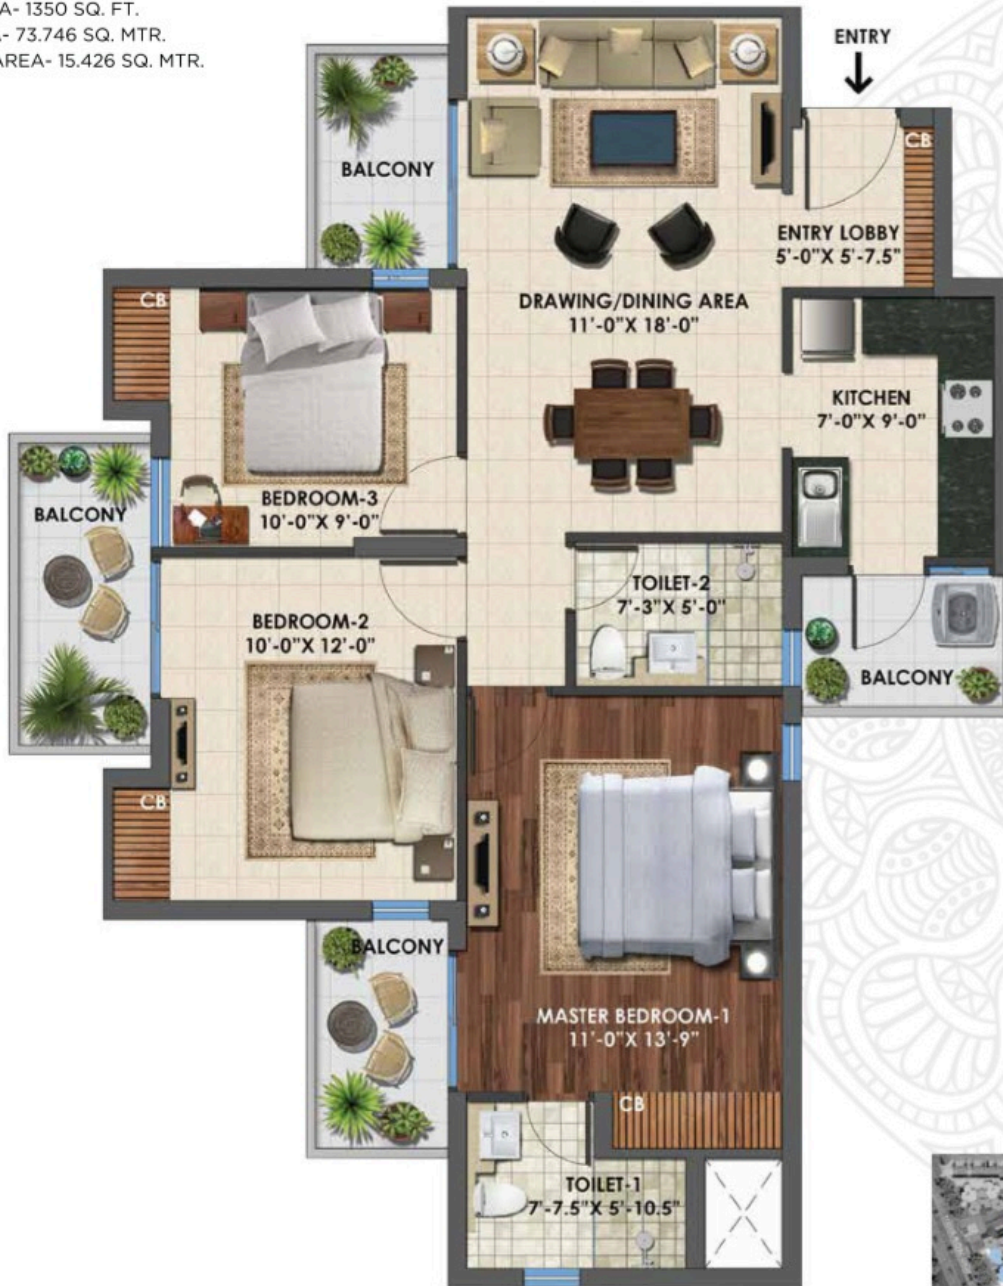 A- 1350 SQ. FT.
A- 73.746 SQ. MTR.
AREA- 15.426 SQ. MTR.
ENTRY
CB
BALCONY
ENTRY LOBBY
5'-0"X 5'-7.5"
CB
DRAWING/DINING AREA
11'-0"X 18'-0"
KITCHEN
7'-0"X 9'-0"
BEDROOM-3
10'-0"X 9'-0"
BALCONY
TOILET-2
7'-3"X 5'-0"
BEDROOM-2
10'-0"X 12'-0"
BALCONY
CB
BALCONY
MASTER BEDROOM-1
11'-0"X 13'-9"
CB
TOILET-1
7'-7.5"X 5'-10.5"